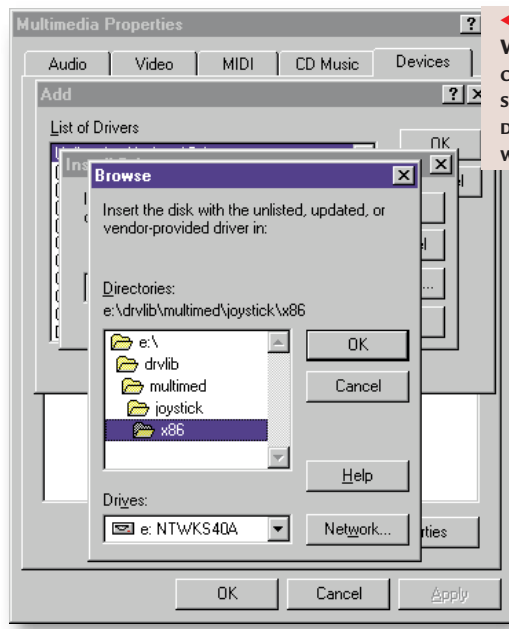 Multimedia Properties
Audio Video MIDI CD Music Devices
Add
List of Drivers
OK
Browse
Insert the disk with the unlisted, updated, or
vendor-provided driver in:
Directories:
e:\drvlib\multimed\joystick\x86
e:\
drvlib
multimed
joystick
x86
OK
Cancel
Help
Drives:
e: NTWKS40A
Network...
OK Cancel Apply